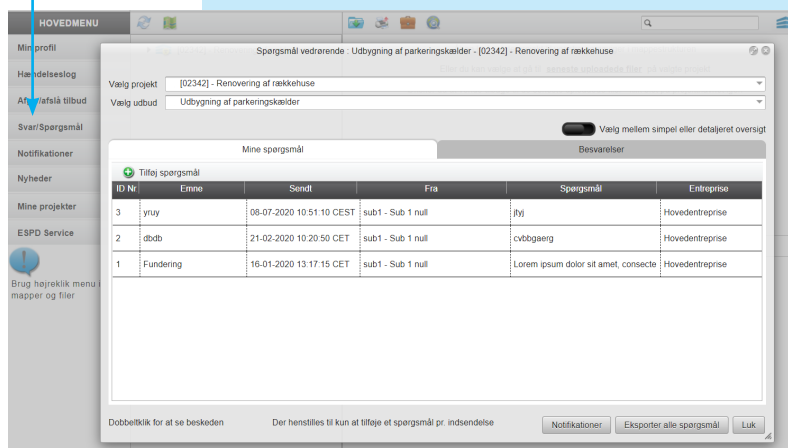 HOVEDMENU
Min profil
Hændelseslog
Svar/Spørgsmål
Notifikationer
Nyheder
Mine projekter
ESPD Service
Brug højreklik menu i
mapper og filer
Spørgsmål vedrørende : Udbygning af parkeringskælder - [02342] - Renovering af rækkehuse
Vælg projekt [02342] - Renovering af rækkehuse
Vælg udbud Udbygning af parkeringskælder
Vælg mellem simpel eller detaljeret oversigt
Mine spørgsmål Besvarelser
Tilføj spørgsmål
ID Nr Emne Sendt Fra Spørgsmål Entreprise
3 yruy 08-07-2020 10:51:10 CEST sub1 - Sub 1 null jtyj Hovedentreprise
2 dbdb 21-02-2020 10:20:50 CET sub1 - Sub 1 null cvbbgaerg Hovedentreprise
1 Fundering 16-01-2020 13:17:15 CET sub1 - Sub 1 null Lorem ipsum dolor sit amet, consecte Hovedentreprise
Dobbeltklik for at se beskeden Der henstilles til kun at tilføje et spørgsmål pr. indsendelse Notifikationer Eksporter alle spørgsmål Luk